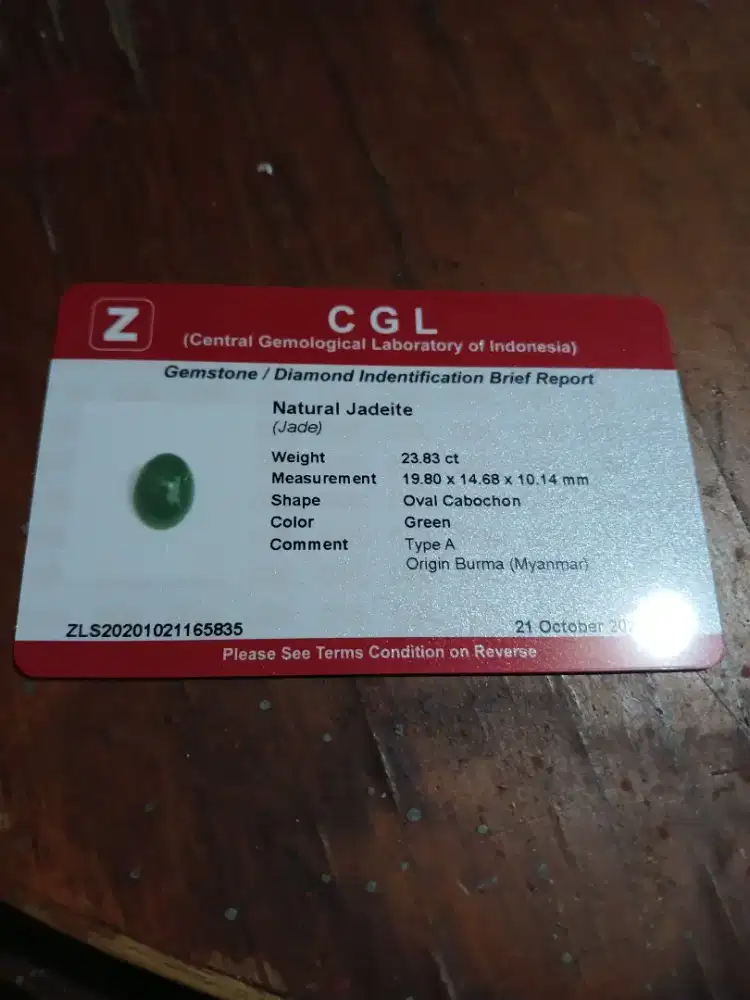 Z
C G L
(Central Gemological Laboratory of Indonesia)
Gemstone / Diamond Indentification Brief Report
Natural Jadeite
(Jade)
Weight 23.83 ct
Measurement 19.80 x 14.68 x 10.14 mm
Shape Oval Cabochon
Color Green
Comment Type A
Origin Burma (Myanmar)
ZLS20201021165835 21 October
Please See Terms Condition on Reverse